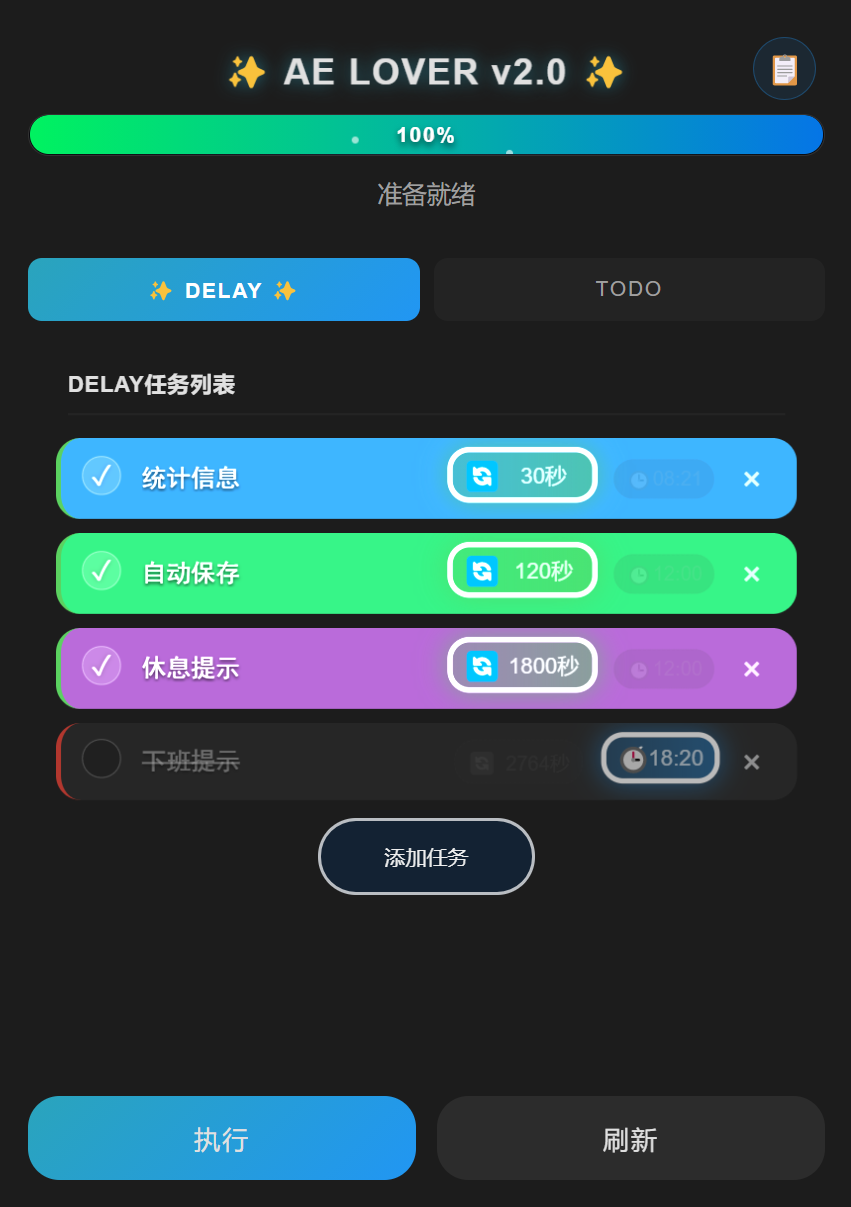 ✨ AE LOVER v2.0 ✨
100%
准备就绪
✨ DELAY ✨
TODO
DELAY任务列表
统计信息 30秒 06:21 ×
自动保存 120秒 12:00 ×
休息提示 1800秒 12:00 ×
下班提示 2764秒 18:20 ×
添加任务
执行
刷新